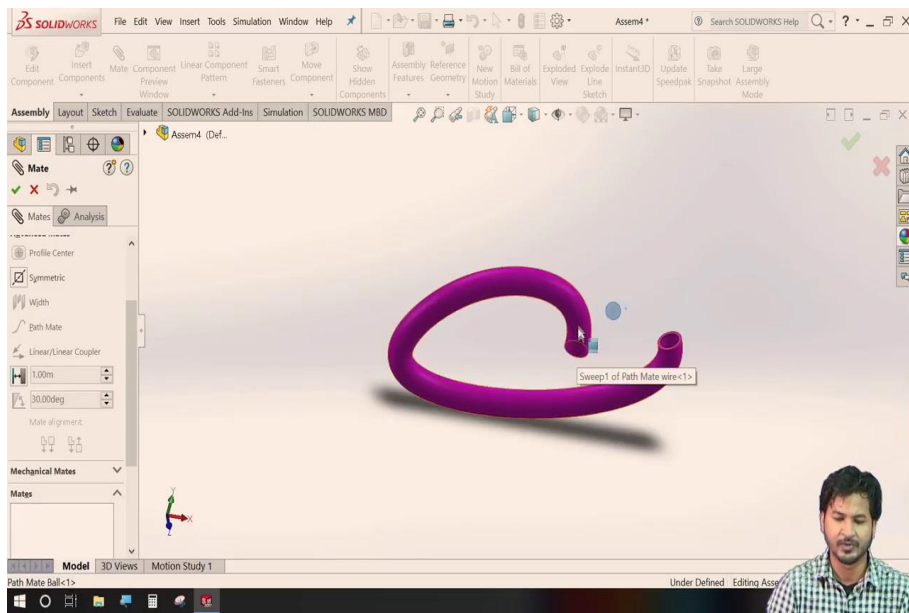 SOLIDWORKS File Edit View Insert Tools Simulation Window Help Assem4 * Search SOLIDWORKS Help
Edit Component
Insert Components
Mate
Component Preview Window
Linear Component Pattern
Smart Fasteners
Move Component
Show Hidden Components
Assembly Features
Reference Geometry
New Motion Study
Bill of Materials
Exploded View
Explode Line Sketch
Instant3D
Update Speedpak
Take Snapshot
Large Assembly Mode
Assembly Layout Sketch Evaluate SOLIDWORKS Add-Ins Simulation SOLIDWORKS MBD
Assem4 (Def...
Mate
Mates Analysis
Advanced Mates
Profile Center
Symmetric
Width
Path Mate
Linear/Linear Coupler
1.00m
30.00deg
Mate alignment:
Mechanical Mates
Mates
Sweep1 of Path Mate wire<1>
Y
X
Z
Model 3D Views Motion Study 1
Path Mate Ball<1> Under Defined Editing Asse